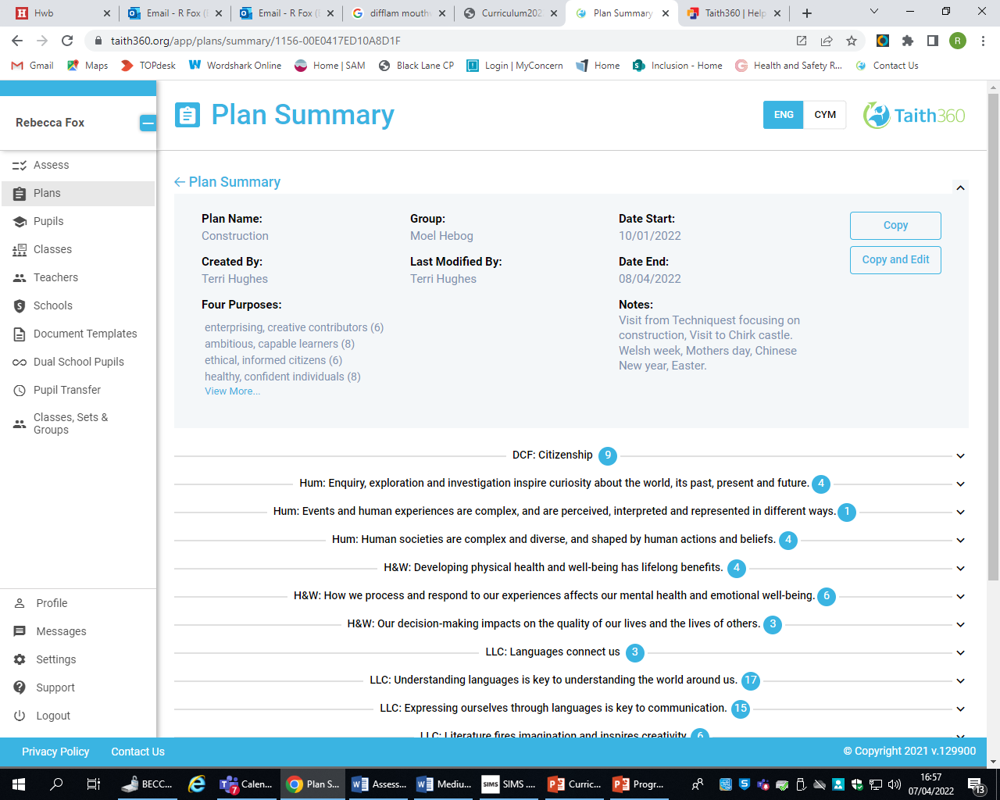 Hwb
Email - R Fox (
Email - R Fox (
difflam mouth
Curriculum202
Plan Summary
Taith360 | Help
taith360.org/app/plans/summary/1156-00E0417ED10A8D1F
R
Gmail
Maps
TOPdesk
Wordshark Online
Home | SAM
Black Lane CP
Login | MyConcern
Home
Inclusion - Home
Health and Safety R...
Contact Us
Rebecca Fox
Plan Summary
ENG
CYM
Taith360
Assess
Plans
Pupils
Classes
Teachers
Schools
Document Templates
Dual School Pupils
Pupil Transfer
Classes, Sets &
Groups
Profile
Messages
Settings
Support
Logout
Plan Summary
Plan Name:
Construction
Group:
Moel Hebog
Date Start:
10/01/2022
Copy
Created By:
Terri Hughes
Last Modified By:
Terri Hughes
Date End:
08/04/2022
Copy and Edit
Four Purposes:
enterprising, creative contributors (6)
ambitious, capable learners (8)
ethical, informed citizens (6)
healthy, confident individuals (8)
View More...
Notes:
Visit from Techniquest focusing on
construction, Visit to Chirk castle.
Welsh week, Mothers day, Chinese
New year, Easter.
DCF: Citizenship 9
Hum: Enquiry, exploration and investigation inspire curiosity about the world, its past, present and future. 4
Hum: Events and human experiences are complex, and are perceived, interpreted and represented in different ways. 1
Hum: Human societies are complex and diverse, and shaped by human actions and beliefs. 4
H&W: Developing physical health and well-being has lifelong benefits. 4
H&W: How we process and respond to our experiences affects our mental health and emotional well-being. 6
H&W: Our decision-making impacts on the quality of our lives and the lives of others. 3
LLC: Languages connect us 3
LLC: Understanding languages is key to understanding the world around us. 17
LLC: Expressing ourselves through languages is key to communication. 15
LLC: Literature fires imagination and inspires creativity. 6
Privacy Policy
Contact Us
© Copyright 2021 v.129900
BECC...
Calen...
7
Plan S...
Assess...
Mediu...
SIMS
SIMS ....
Curric...
Progr...
16:57
07/04/2022
13